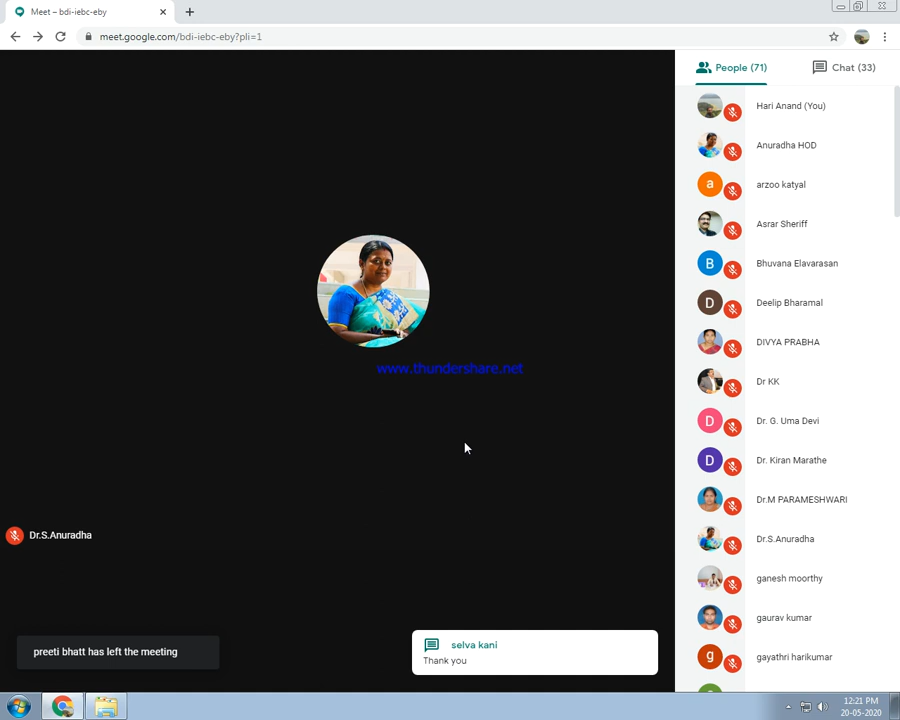 Meet – bdi-iebc-eby
meet.google.com/bdi-iebc-eby?pli=1
People (71)
Chat (33)
Hari Anand (You)
Anuradha HOD
a
arzoo katyal
Asrar Sheriff
B
Bhuvana Elavarasan
D
Deelip Bharamal
DIVYA PRABHA
Dr KK
D
Dr. G. Uma Devi
D
Dr. Kiran Marathe
Dr.M PARAMESHWARI
Dr.S.Anuradha
ganesh moorthy
gaurav kumar
g
gayathri harikumar
www.thundershare.net
Dr.S.Anuradha
preeti bhatt has left the meeting
selva kani
Thank you
12:21 PM
20-05-2020